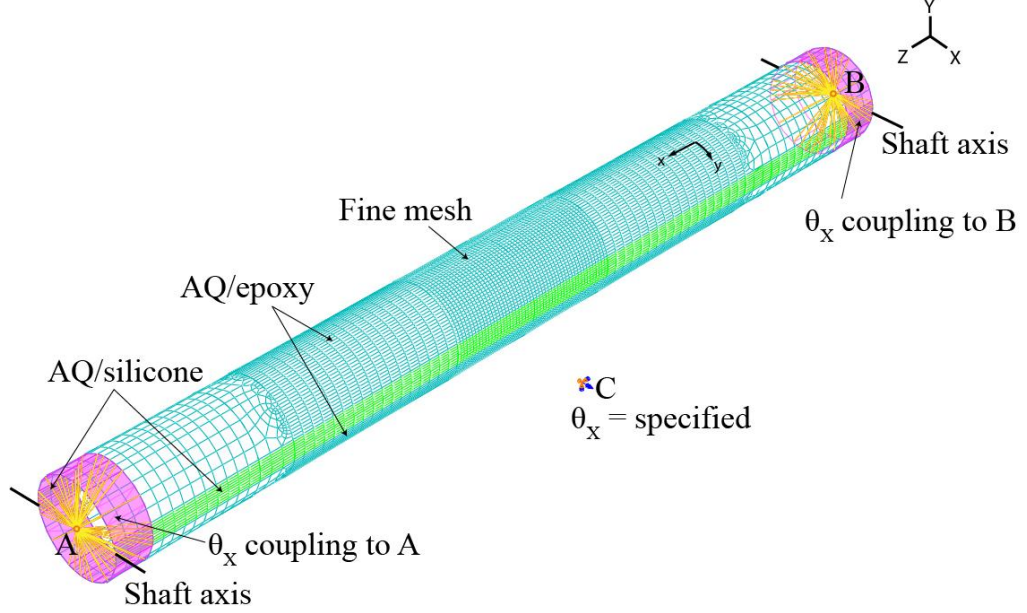 Y
Z
X
B
Shaft axis
x
y
θx coupling to B
Fine mesh
AQ/epoxy
AQ/silicone
C
θx = specified
A
θx coupling to A
Shaft axis